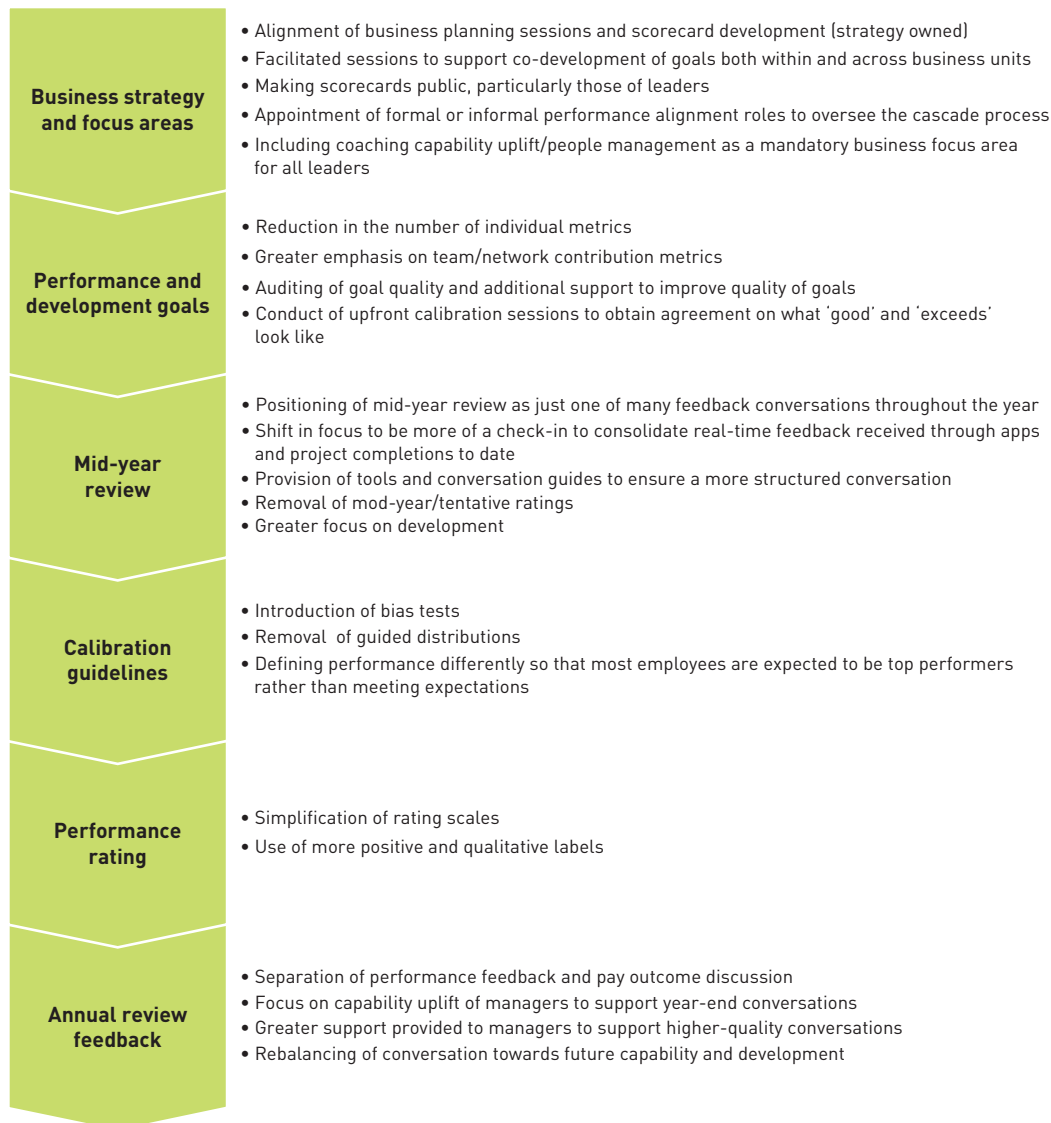 Business strategy
and focus areas
• Alignment of business planning sessions and scorecard development (strategy owned)
• Facilitated sessions to support co-development of goals both within and across business units
• Making scorecards public, particularly those of leaders
• Appointment of formal or informal performance alignment roles to oversee the cascade process
• Including coaching capability uplift/people management as a mandatory business focus area
for all leaders
Performance and
development goals
• Reduction in the number of individual metrics
• Greater emphasis on team/network contribution metrics
• Auditing of goal quality and additional support to improve quality of goals
• Conduct of upfront calibration sessions to obtain agreement on what ‘good’ and ‘exceeds’
look like
Mid-year
review
• Positioning of mid-year review as just one of many feedback conversations throughout the year
• Shift in focus to be more of a check-in to consolidate real-time feedback received through apps
and project completions to date
• Provision of tools and conversation guides to ensure a more structured conversation
• Removal of mod-year/tentative ratings
• Greater focus on development
Calibration
guidelines
• Introduction of bias tests
• Removal of guided distributions
• Defining performance differently so that most employees are expected to be top performers
rather than meeting expectations
Performance
rating
• Simplification of rating scales
• Use of more positive and qualitative labels
Annual review
feedback
• Separation of performance feedback and pay outcome discussion
• Focus on capability uplift of managers to support year-end conversations
• Greater support provided to managers to support higher-quality conversations
• Rebalancing of conversation towards future capability and development